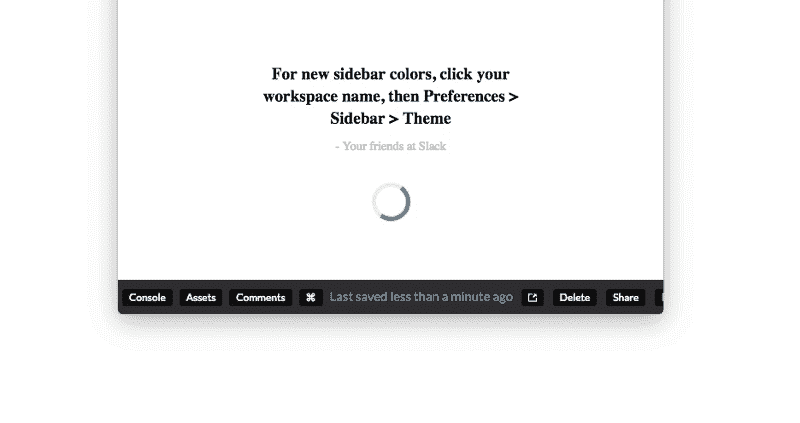 For new sidebar colors, click your
workspace name, then Preferences >
Sidebar > Theme
- Your friends at Slack
Console Assets Comments ⌘ Last saved less than a minute ago Delete Share